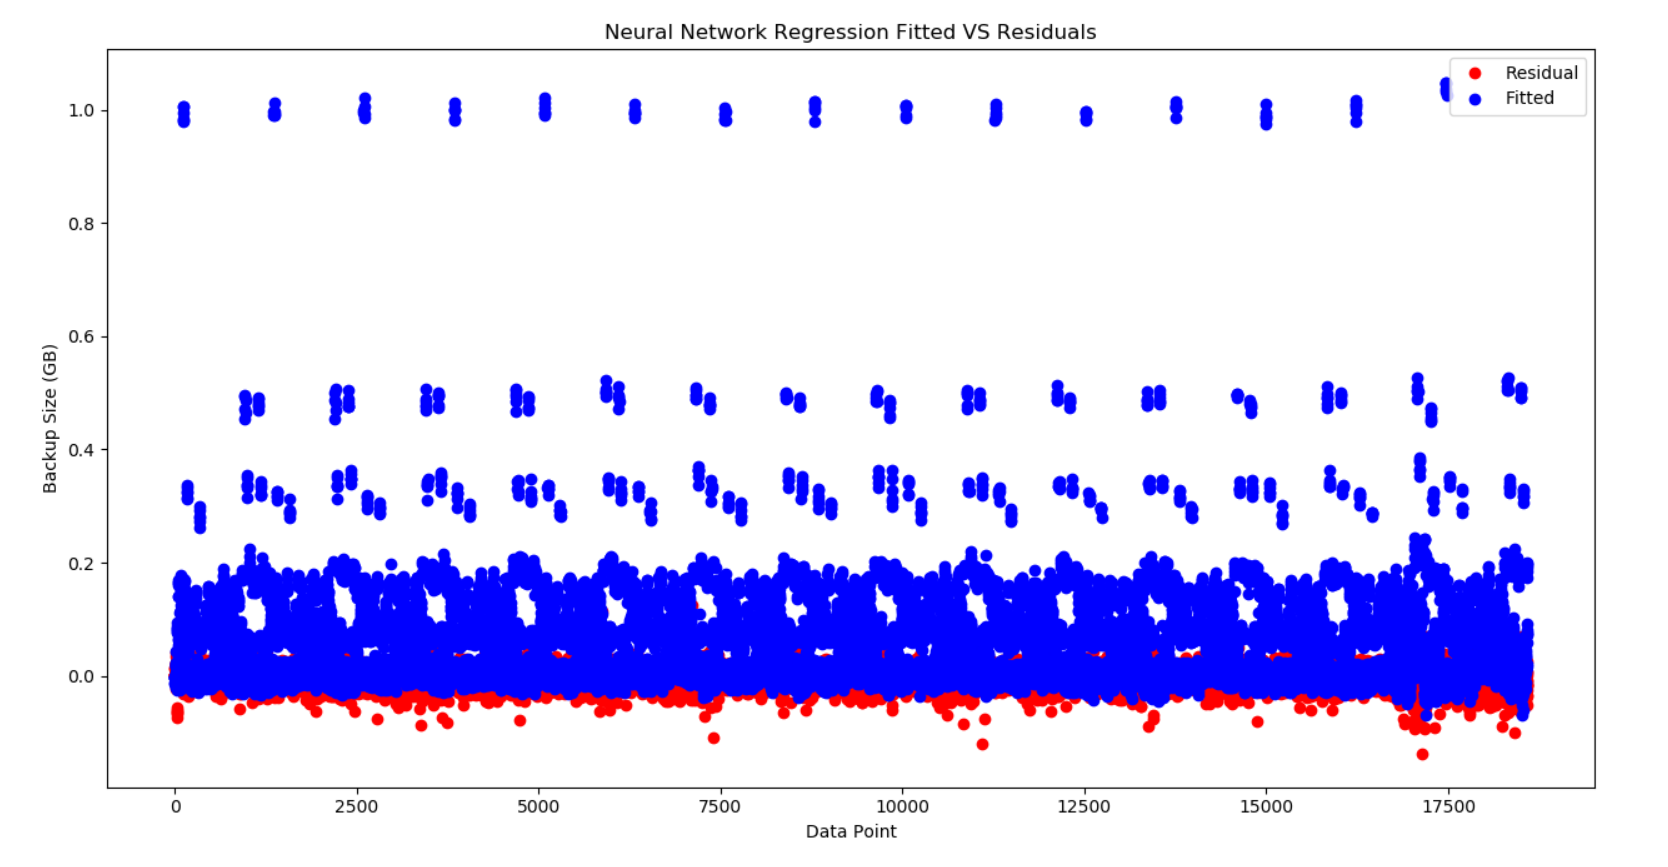 Neural Network Regression Fitted VS Residuals
Residual
Fitted
Backup Size (GB)
1.0
0.8
0.6
0.4
0.2
0.0
0
2500
5000
7500
10000
12500
15000
17500
Data Point